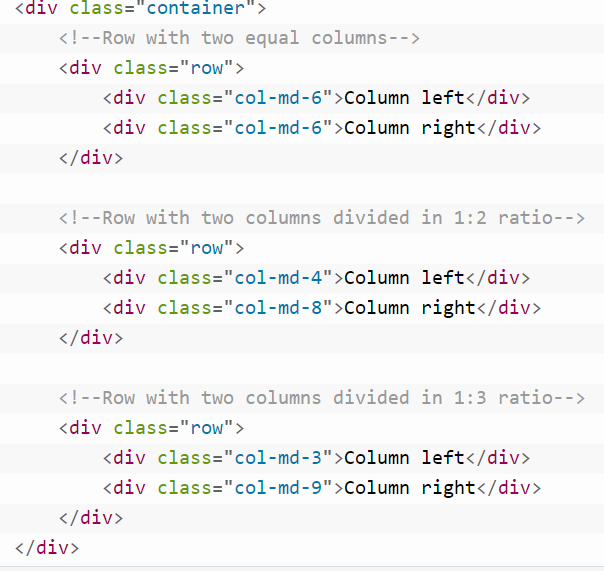 <div class="container">
    <!--Row with two equal columns-->
    <div class="row">
        <div class="col-md-6">Column left</div>
        <div class="col-md-6">Column right</div>
    </div>

    <!--Row with two columns divided in 1:2 ratio-->
    <div class="row">
        <div class="col-md-4">Column left</div>
        <div class="col-md-8">Column right</div>
    </div>

    <!--Row with two columns divided in 1:3 ratio-->
    <div class="row">
        <div class="col-md-3">Column left</div>
        <div class="col-md-9">Column right</div>
    </div>
</div>